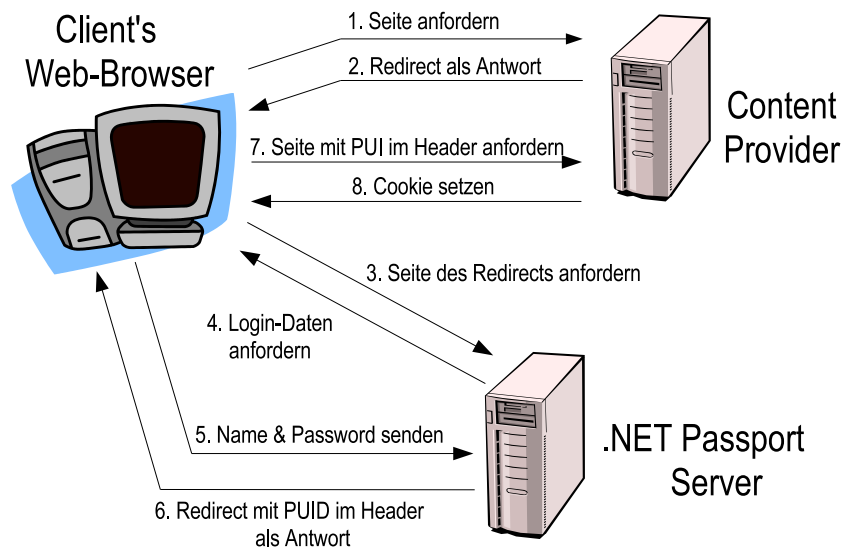 Client's
Web-Browser
1. Seite anfordern
2. Redirect als Antwort
Content
Provider
7. Seite mit PUI im Header anfordern
8. Cookie setzen
3. Seite des Redirects anfordern
4. Login-Daten
anfordern
5. Name & Password senden
.NET Passport
Server
6. Redirect mit PUID im Header
als Antwort